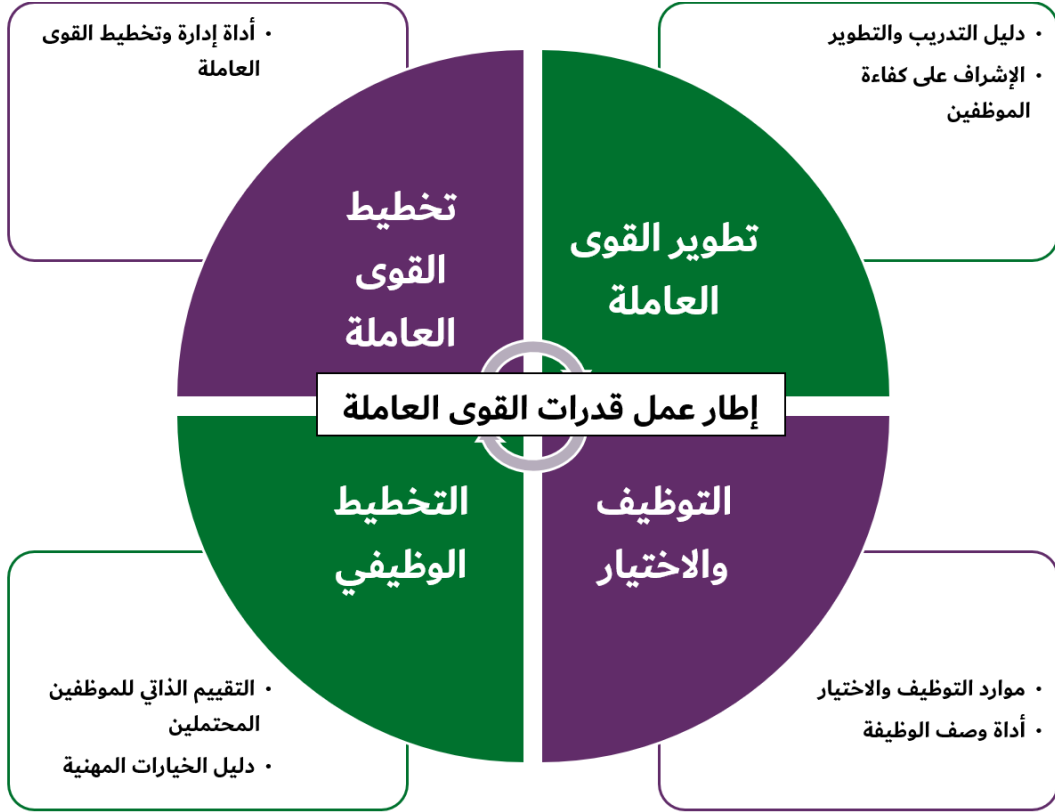 • دليل التدريب والتطوير
• الإشراف على كفاءة
الموظفين
• أداة إدارة وتخطيط القوى
العاملة
تطوير القوى
العاملة
تخطيط
القوى
العاملة
إطار عمل قدرات القوى العاملة
التوظيف
والاختيار
التخطيط
الوظيفي
• موارد التوظيف والاختيار
• أداة وصف الوظيفة
• التقييم الذاتي للموظفين
المحتملين
• دليل الخيارات المهنية